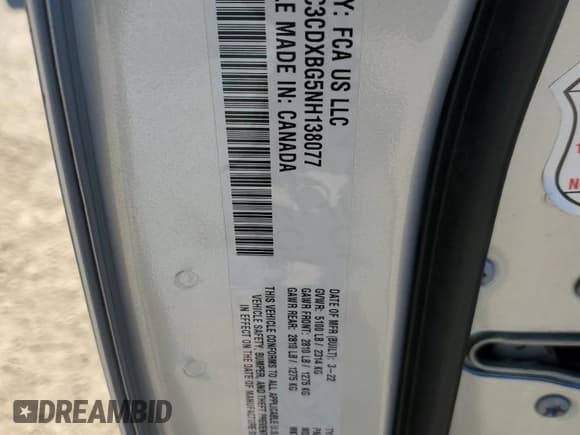 Y: FCA US LLC
LE MADE IN: CANADA
C3CDXBG5NH138077
DATE OF MFR (BUILT): 3-22
GVWR: 5100 LB / 2314 KG
GAWR FRONT: 2810 LB / 1275 KG
GAWR REAR: 2810 LB / 1275 KG
THIS VEHICLE CONFORMS TO ALL APPLICABLE U.S.
VEHICLE SAFETY, BUMPER, AND THEFT
IN EFFECT ON THE DATE OF MANUFACTURE
DREAMBID